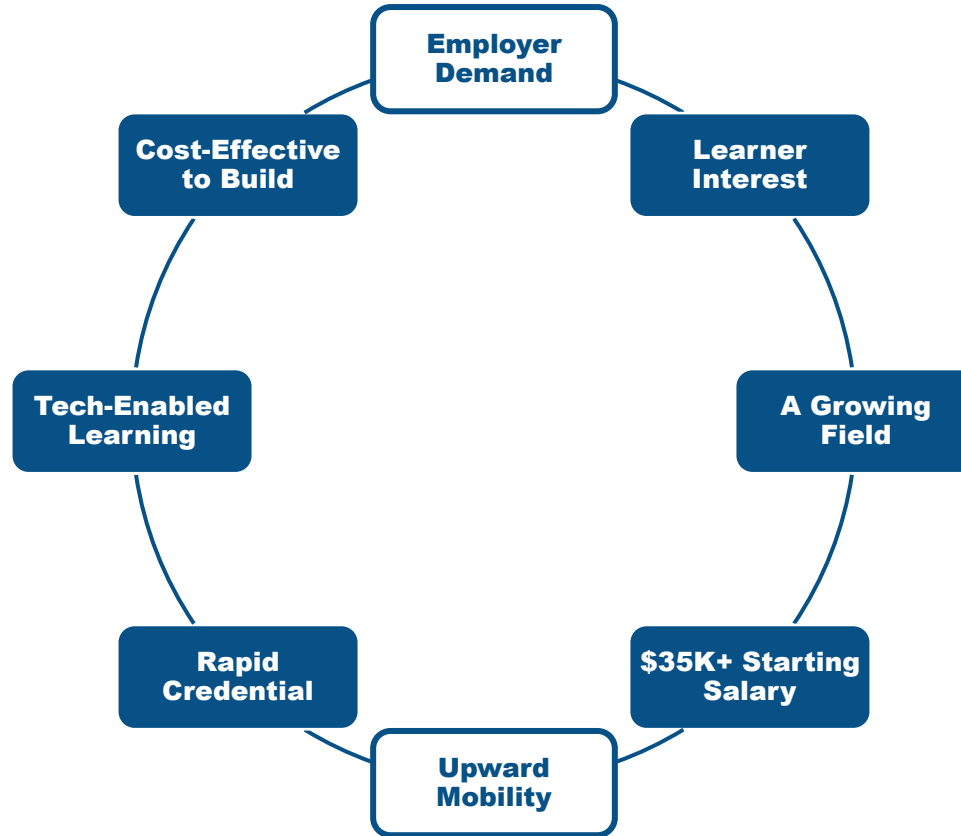 Employer
Demand
Learner
Interest
A Growing
Field
$35K+ Starting
Salary
Upward
Mobility
Rapid
Credential
Tech-Enabled
Learning
Cost-Effective
to Build